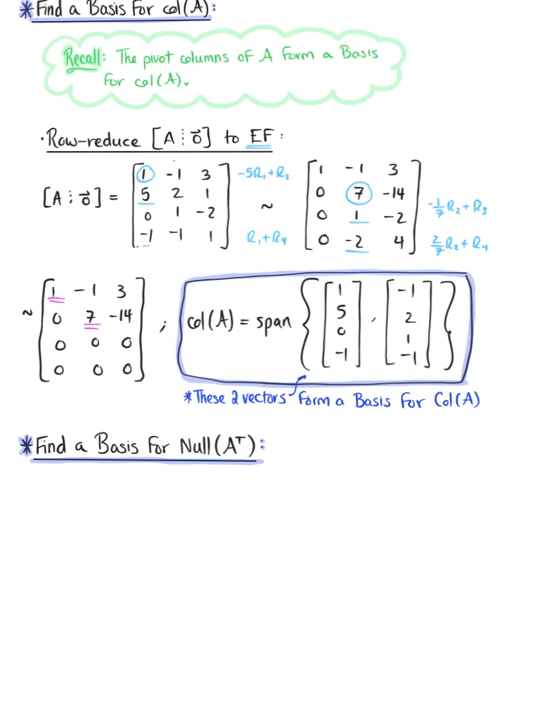 *Find a Basis For col(A):
Recall: The pivot columns of A Form a Basis
For col(A).
·Row-reduce [A⋮0⃗] to EF:
[A⋮0⃗] = [1 -1 3; 5 2 1; 0 1 -2; -1 -1 1] -5R₁+R₂ R₁+R₄ ~ [1 -1 3; 0 7 -14; 0 1 -2; 0 -2 4] -1/7R₂+R₃ 2/7R₂+R₄
~ [1 -1 3; 0 7 -14; 0 0 0; 0 0 0] ; col(A) = span { [1; 5; 0; -1], [-1; 2; 1; -1] }
*These 2 vectors Form a Basis For Col(A)
*Find a Basis For Null(Aᵀ):